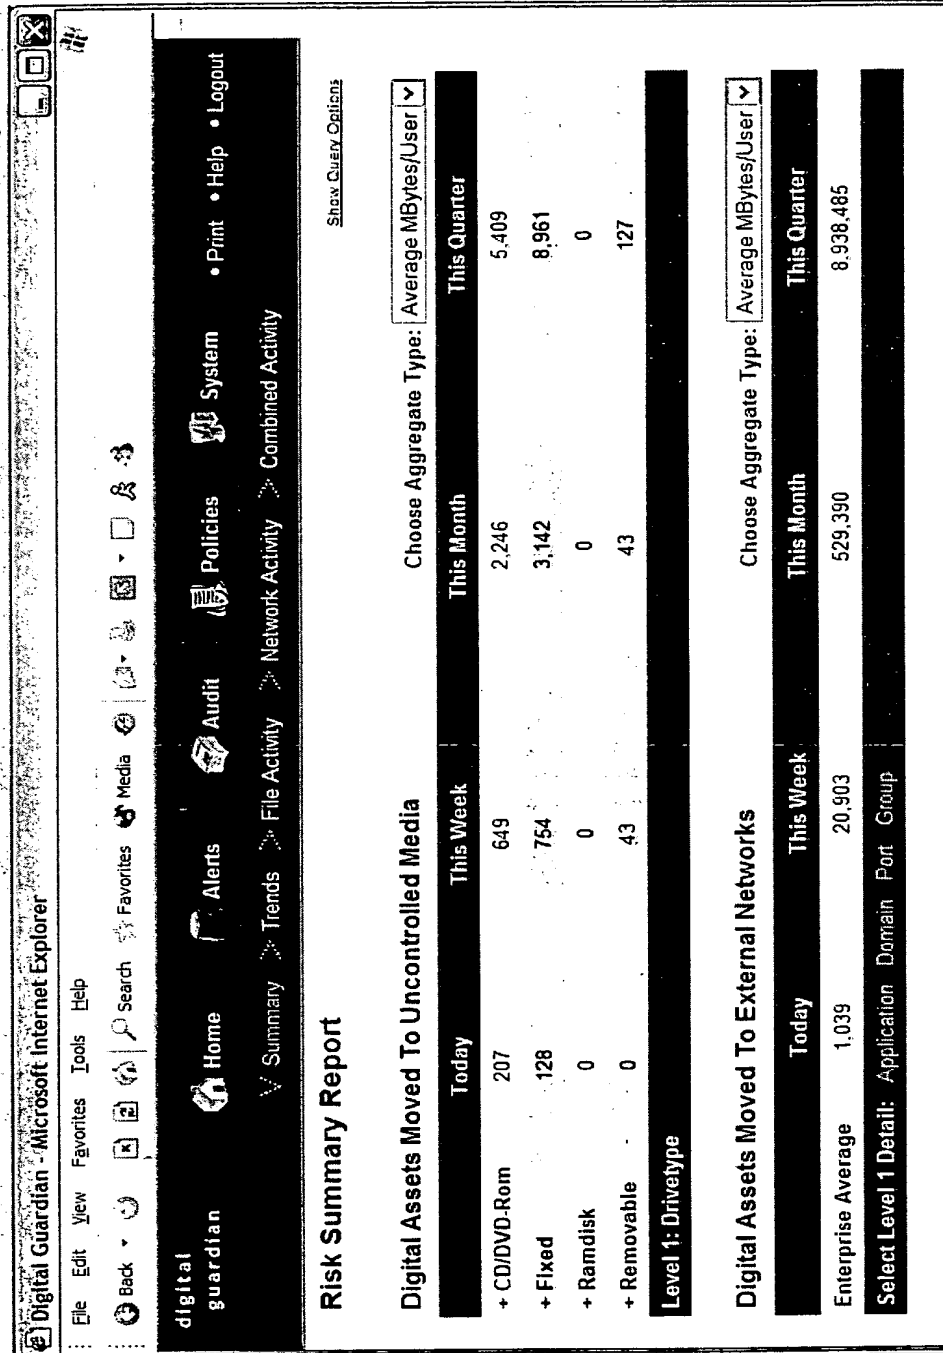 Digital Guardian - Microsoft Internet Explorer
File Edit View Favorites Tools Help
Back Search Favorites Media
digital guardian
Home Alerts Audit Policies System • Print • Help • Logout
Summary Trends File Activity Network Activity Combined Activity
Risk Summary Report
Show Query Options
Digital Assets Moved To Uncontrolled Media Choose Aggregate Type: Average MBytes/User
Today This Week This Month This Quarter
+ CD/DVD-Rom 207 649 2,246 5,409
+ Fixed 128 754 3,142 8,961
+ Ramdisk 0 0 0 0
+ Removable 0 43 43 127
Level 1: Drivetype
Digital Assets Moved To External Networks Choose Aggregate Type: Average MBytes/User
Today This Week This Month This Quarter
Enterprise Average 1,039 20,903 529,390 8,938,485
Select Level 1 Detail: Application Domain Port Group